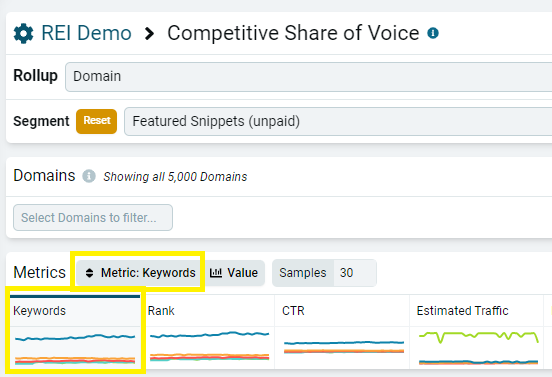 REI Demo > Competitive Share of Voice i
Rollup Domain
Segment Reset Featured Snippets (unpaid)
Domains i Showing all 5,000 Domains
Select Domains to filter...
Metrics Metric: Keywords Value Samples 30
Keywords Rank CTR Estimated Traffic